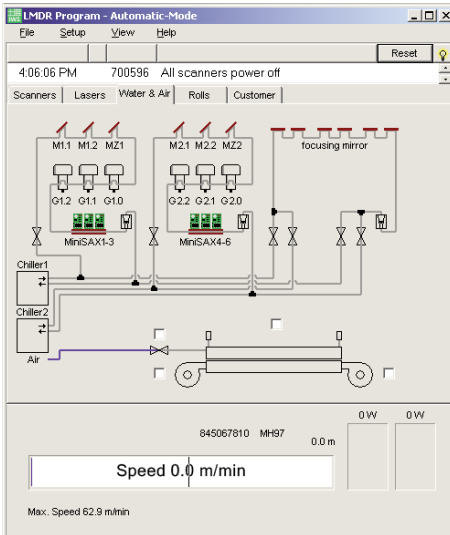 LMDR Program - Automatic-Mode
File Setup View Help
Reset
4:06:06 PM 700596 All scanners power off
Scanners Lasers Water & Air Rolls Customer
M1.1 M1.2 MZ1 M2.1 M2.2 MZ2 focusing mirror
G1.2 G1.1 G1.0 G2.2 G2.1 G2.0
MiniSAX1-3 MiniSAX4-6
Chiller1
Chiller2
Air
0 W 0 W
845067810 MH97
0.0 m
Speed 0.0 m/min
Max. Speed 62.9 m/min